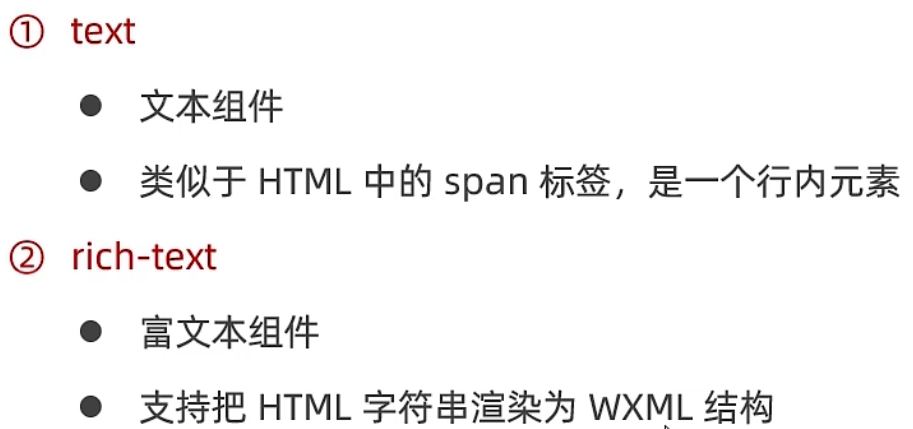 ① text
● 文本组件
● 类似于 HTML 中的 span 标签，是一个行内元素
② rich-text
● 富文本组件
● 支持把 HTML 字符串渲染为 WXML 结构